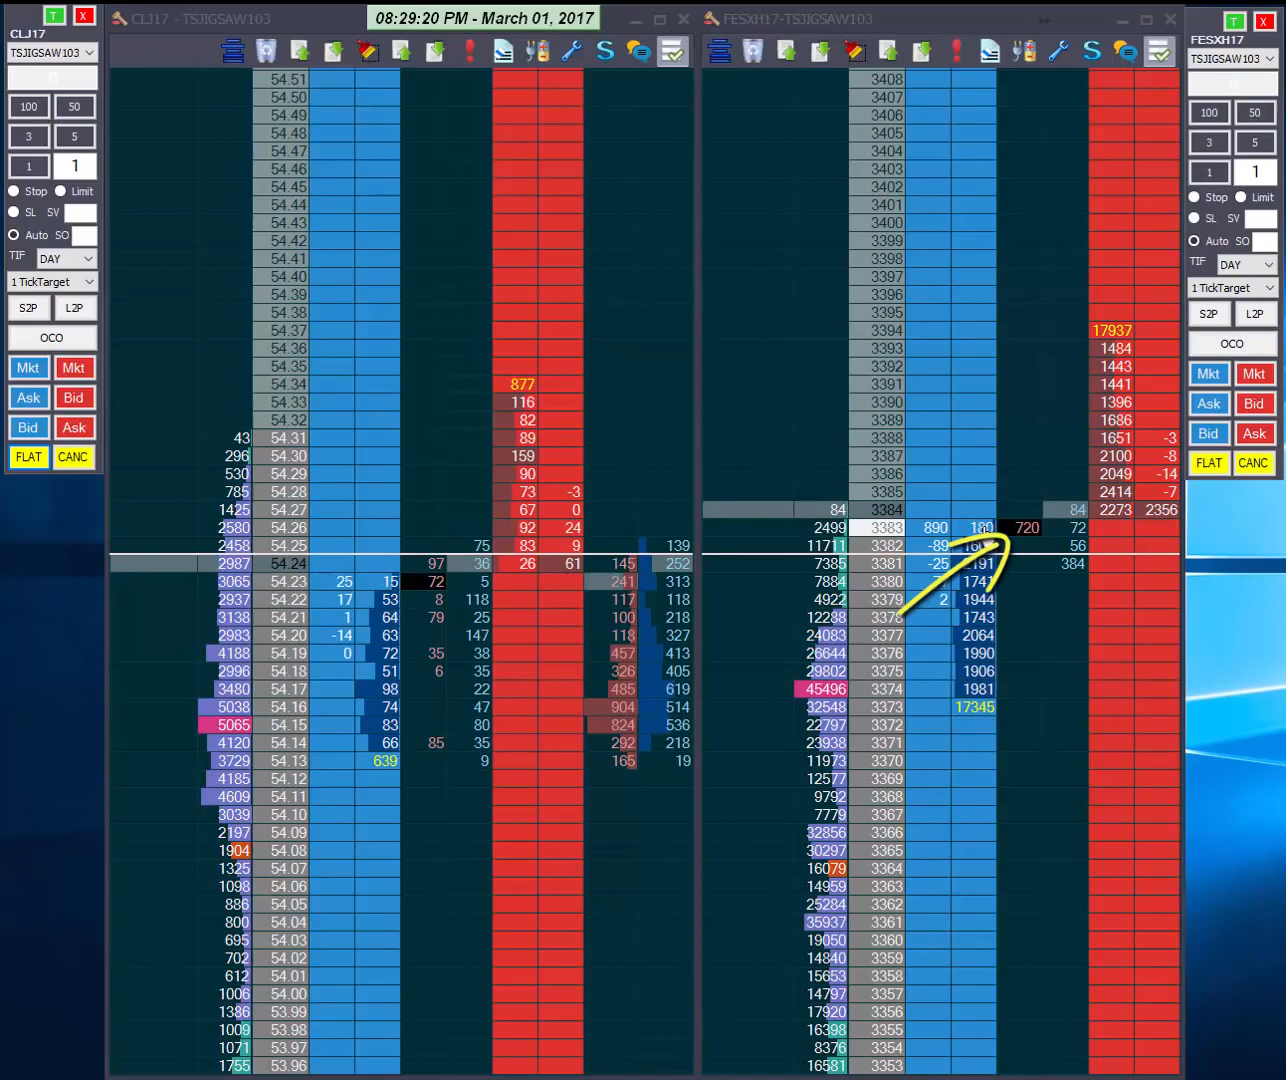 T X
CLJ17
TSJIGSAW103
100 50
3 5
1 1
Stop Limit
SL SV
Auto SO
TIF DAY
1 TickTarget
S2P L2P
OCO
Mkt Mkt
Ask Bid
Bid Ask
FLAT CANC
CLJ17 - TSJIGSAW103
08:29:20 PM - March 01, 2017
54.51
54.50
54.49
54.48
54.47
54.46
54.45
54.44
54.43
54.42
54.41
54.40
54.39
54.38
54.37
54.36
54.35
54.34 877
54.33 116
54.32 82
43 54.31 89
296 54.30 159
530 54.29 90
785 54.28 73 -3
1425 54.27 67 0
2580 54.26 92 24
2458 54.25 75 83 9 139
2987 54.24 97 36 26 61 145 252
3065 54.23 25 15 72 5 241 313
2937 54.22 17 53 8 118 117 118
3138 54.21 1 64 79 25 100 218
2983 54.20 -14 63 147 118 327
4188 54.19 0 72 35 38 457 413
2996 54.18 51 6 35 326 405
3480 54.17 98 22 485 619
5038 54.16 74 47 904 514
5065 54.15 83 80 824 536
4120 54.14 66 85 35 292 218
3729 54.13 639 9 165 19
4185 54.12
4609 54.11
3039 54.10
2197 54.09
1904 54.08
1325 54.07
1098 54.06
886 54.05
800 54.04
695 54.03
702 54.02
612 54.01
1006 54.00
1386 53.99
1009 53.98
1071 53.97
1755 53.96
FESXH17-TSJIGSAW103
3408
3407
3406
3405
3404
3403
3402
3401
3400
3399
3398
3397
3396
3395
3394 17937
3393 1484
3392 1443
3391 1441
3390 1396
3389 1686
3388 1651 -3
3387 2100 -8
3386 2049 -14
3385 2414 -7
84 3384 84 2273 2356
2499 3383 890 180 720 72
11711 3382 -89 56
7385 3381 -25 384
7884 3380 1741
4922 3379 2 1944
12288 3378 1743
24083 3377 2064
26644 3376 1990
29802 3375 1906
45496 3374 1981
32548 3373 17345
22797 3372
23938 3371
11973 3370
12577 3369
9792 3368
7779 3367
32856 3366
30297 3365
16079 3364
14959 3363
25284 3362
35937 3361
19050 3360
14840 3359
15653 3358
14797 3357
17920 3356
16398 3355
8376 3354
16581 3353
T X
FESXH17
TSJIGSAW103
100 50
3 5
1 1
Stop Limit
SL SV
Auto SO
TIF DAY
1 TickTarget
S2P L2P
OCO
Mkt Mkt
Ask Bid
Bid Ask
FLAT CANC